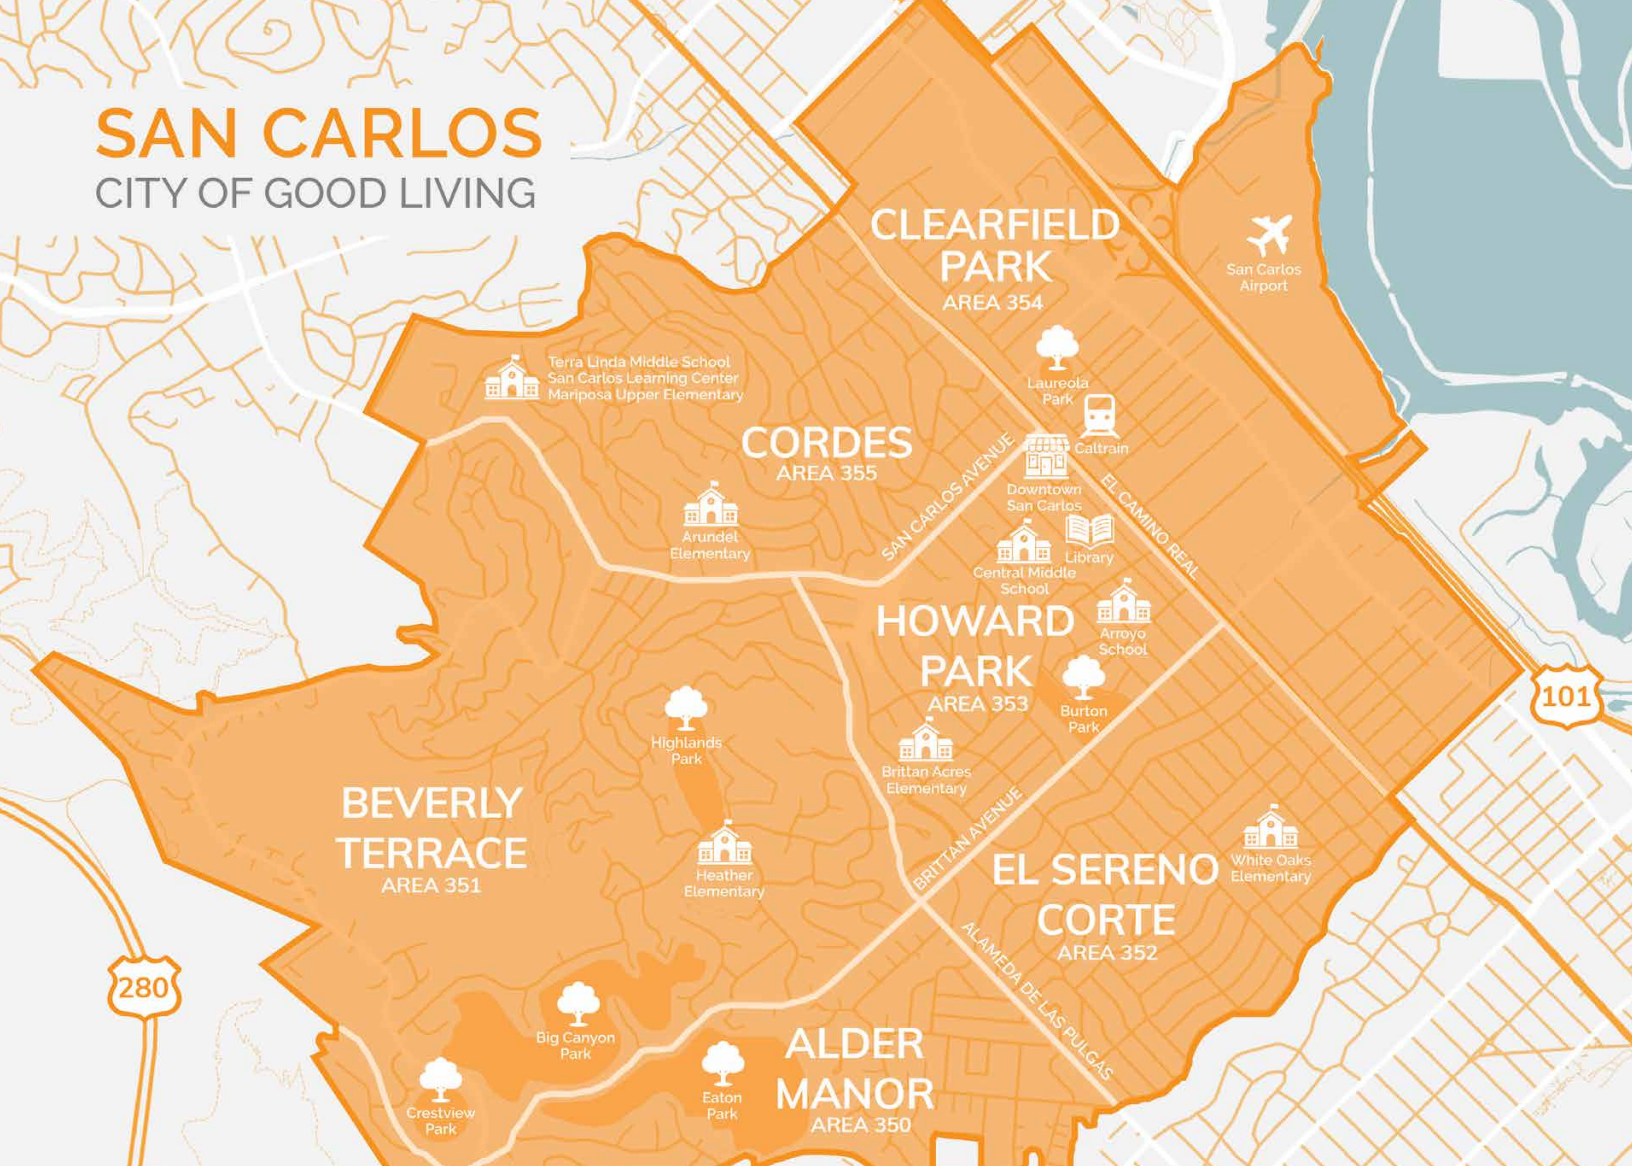 SAN CARLOS
CITY OF GOOD LIVING
CLEARFIELD
PARK
AREA 354
San Carlos
Airport
Laureola
Park
Caltrain
Terra Linda Middle School
San Carlos Learning Center
Mariposa Upper Elementary
CORDES
AREA 355
SAN CARLOS AVENUE
Downtown
San Carlos
EL CAMINO REAL
Arundel
Elementary
Library
Central Middle
School
HOWARD
PARK
AREA 353
Arroyo
School
Burton
Park
101
Highlands
Park
Brittan Acres
Elementary
BRITTAN AVENUE
BEVERLY
TERRACE
AREA 351
Heather
Elementary
EL SERENO
CORTE
AREA 352
White Oaks
Elementary
ALAMEDA DE LAS PULGAS
280
Big Canyon
Park
ALDER
MANOR
AREA 350
Eaton
Park
Crestview
Park